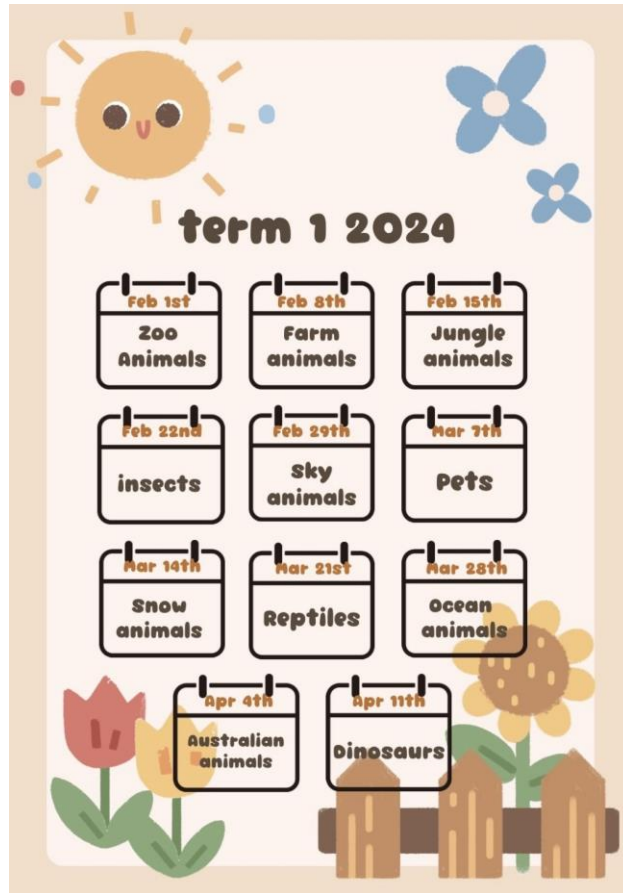 term 1 2024
Feb 1st
Zoo
Animals
Feb 8th
Farm
animals
Feb 15th
Jungle
animals
Feb 22nd
insects
Feb 29th
Sky
animals
Mar 7th
Pets
Mar 14th
Snow
animals
Mar 21st
Reptiles
Mar 28th
Ocean
animals
Apr 4th
Australian
animals
Apr 11th
Dinosaurs